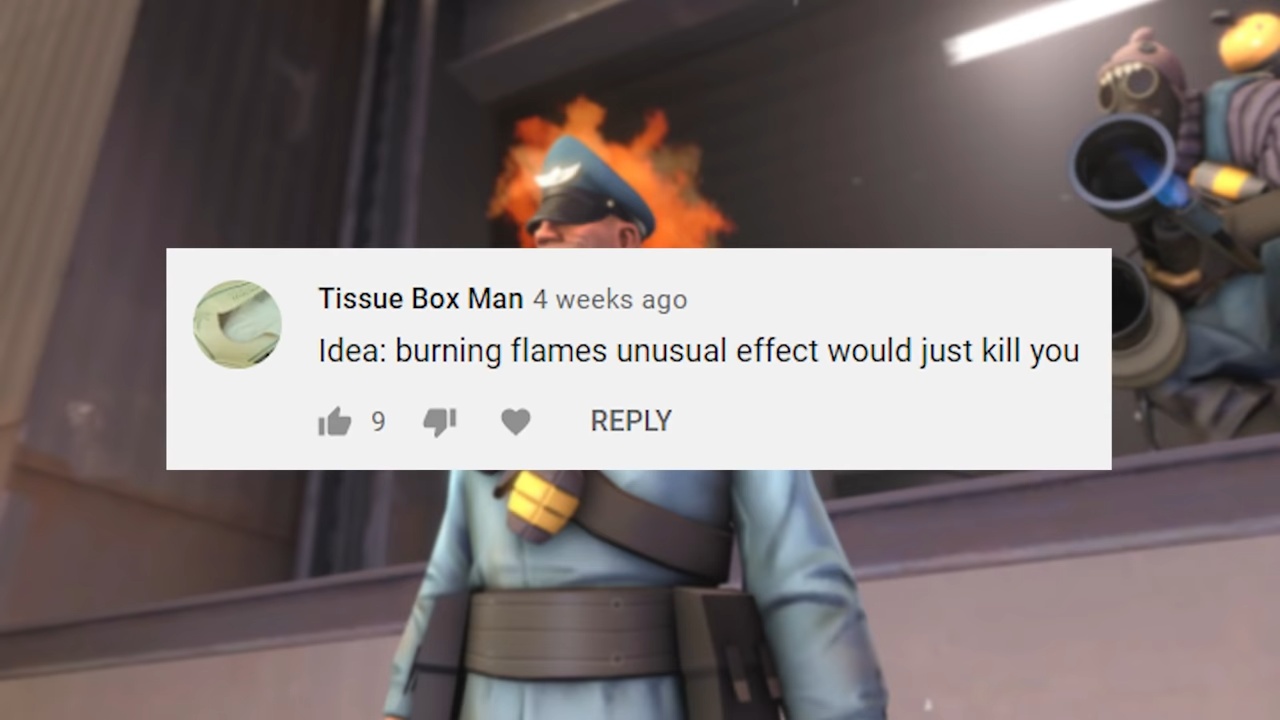 Tissue Box Man 4 weeks ago
Idea: burning flames unusual effect would just kill you
9 REPLY